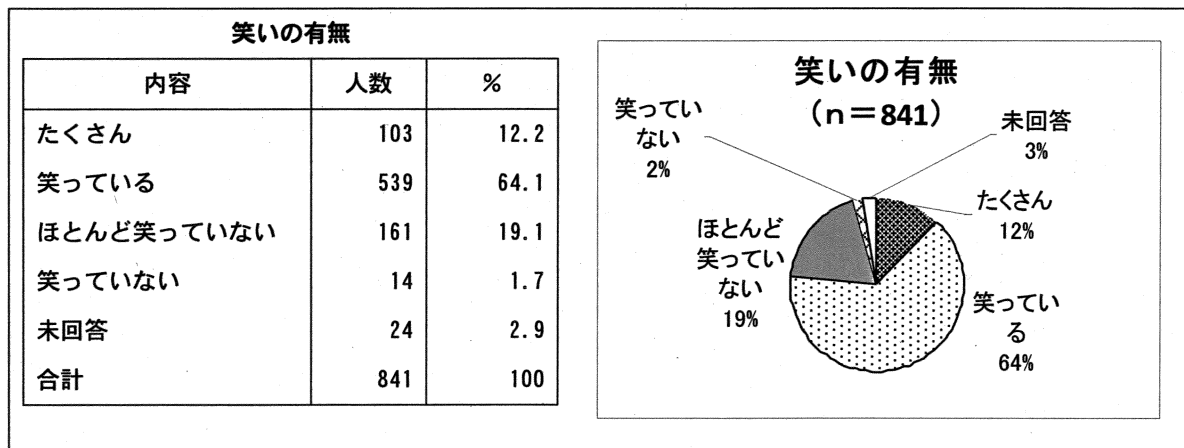 笑いの有無
内容 人数 %
たくさん 103 12.2
笑っている 539 64.1
ほとんど笑っていない 161 19.1
笑っていない 14 1.7
未回答 24 2.9
合計 841 100
笑いの有無
（n＝841）
笑ってい
ない
2%
未回答
3%
たくさん
12%
ほとんど
笑ってい
ない
19%
笑ってい
る
64%